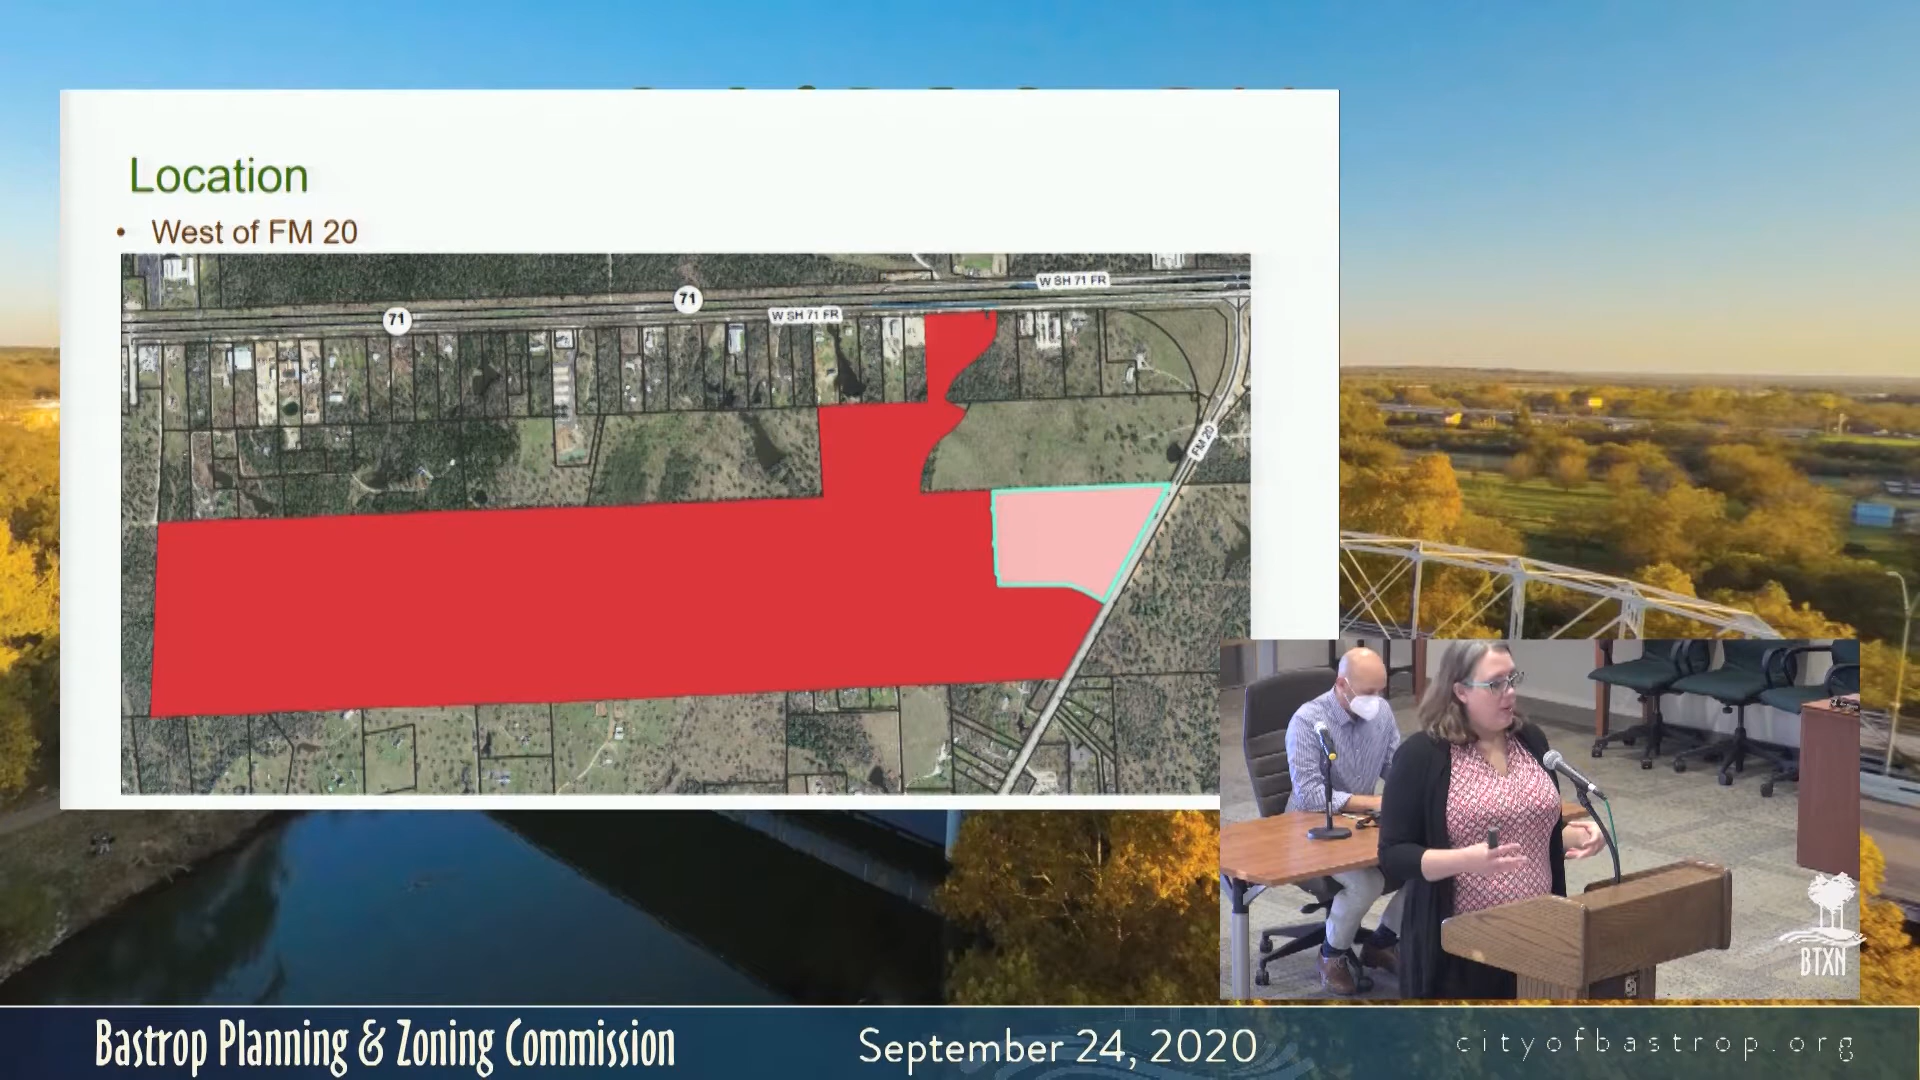 Location
• West of FM 20
W SH 71 FR
71
71
W SH 71 FR
FM 20
BTXN
Bastrop Planning & Zoning Commission
September 24, 2020
cityofbastrop.org